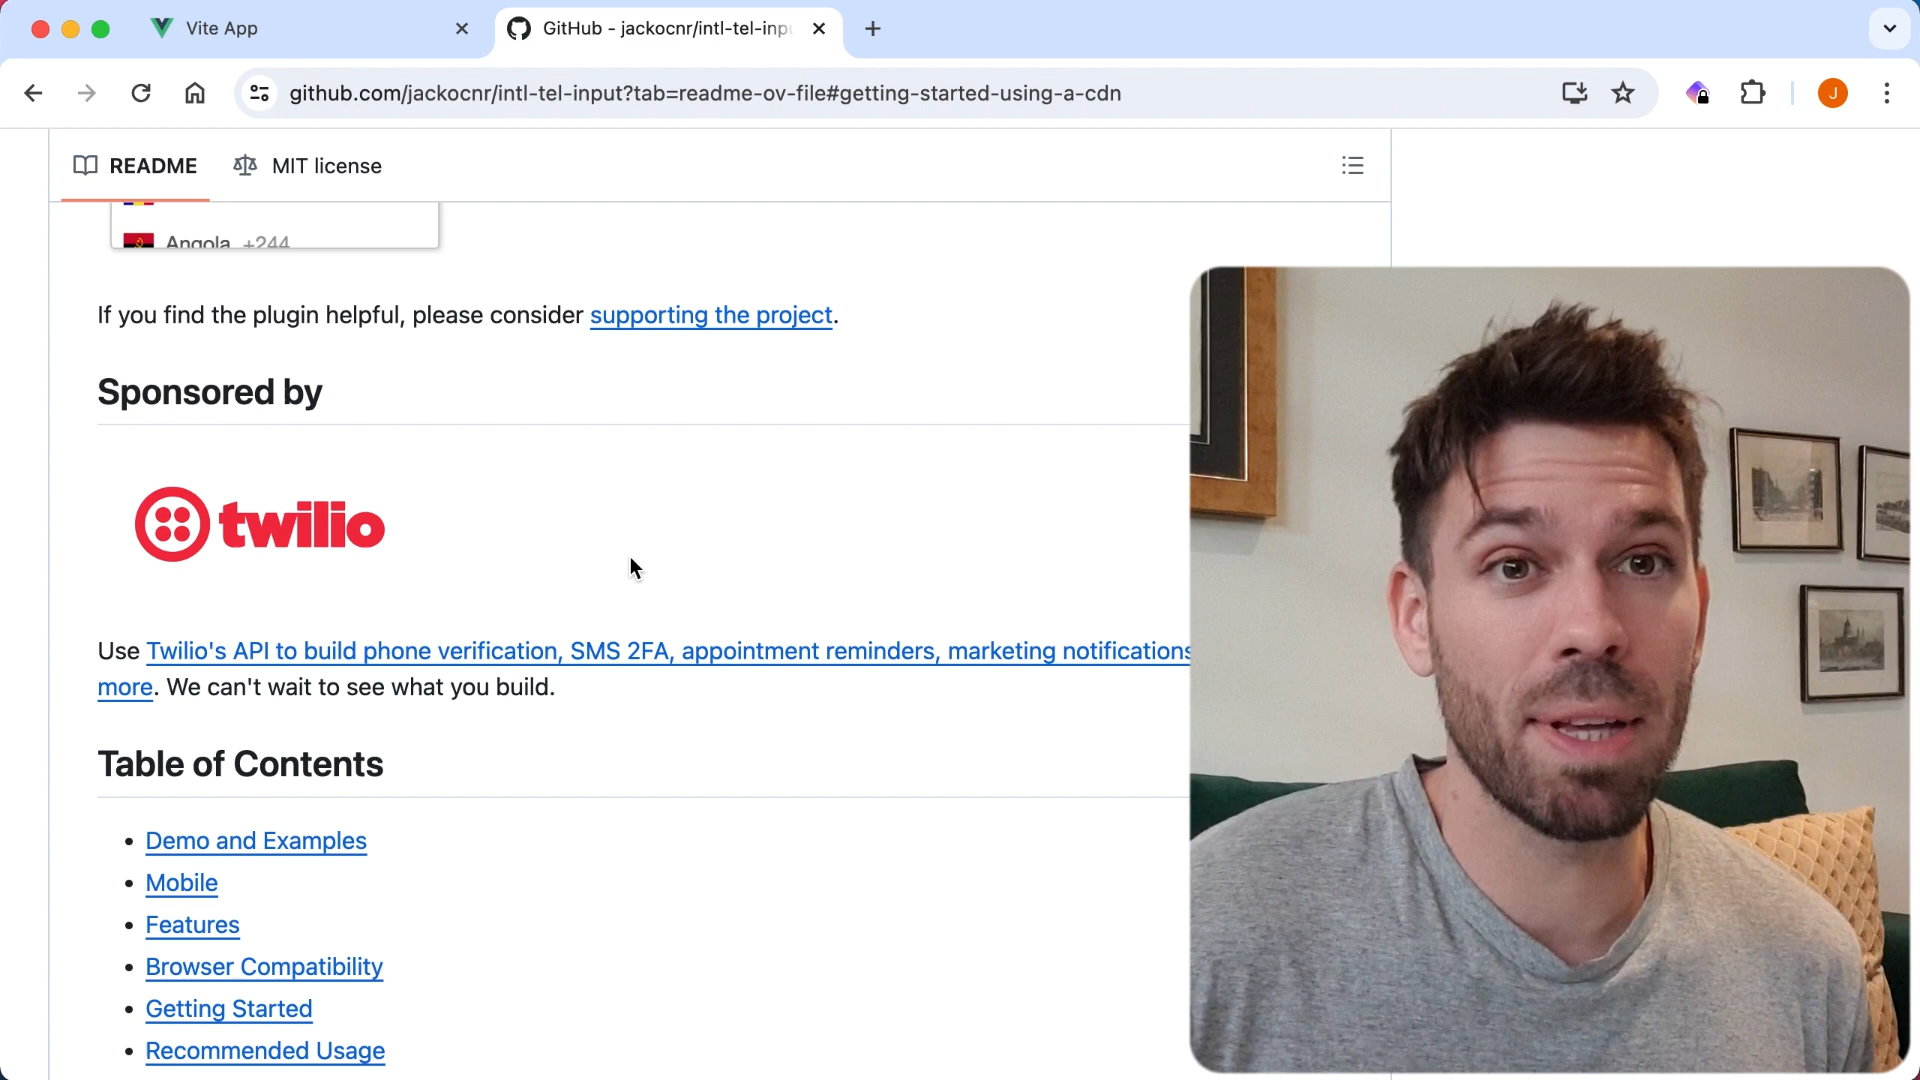 Vite App
GitHub - jackocnr/intl-tel-inpu
github.com/jackocnr/intl-tel-input?tab=readme-ov-file#getting-started-using-a-cdn
J
README
MIT license
Angola +244
If you find the plugin helpful, please consider supporting the project.
Sponsored by
twilio
Use Twilio's API to build phone verification, SMS 2FA, appointment reminders, marketing notifications
more. We can't wait to see what you build.
Table of Contents
• Demo and Examples
• Mobile
• Features
• Browser Compatibility
• Getting Started
• Recommended Usage